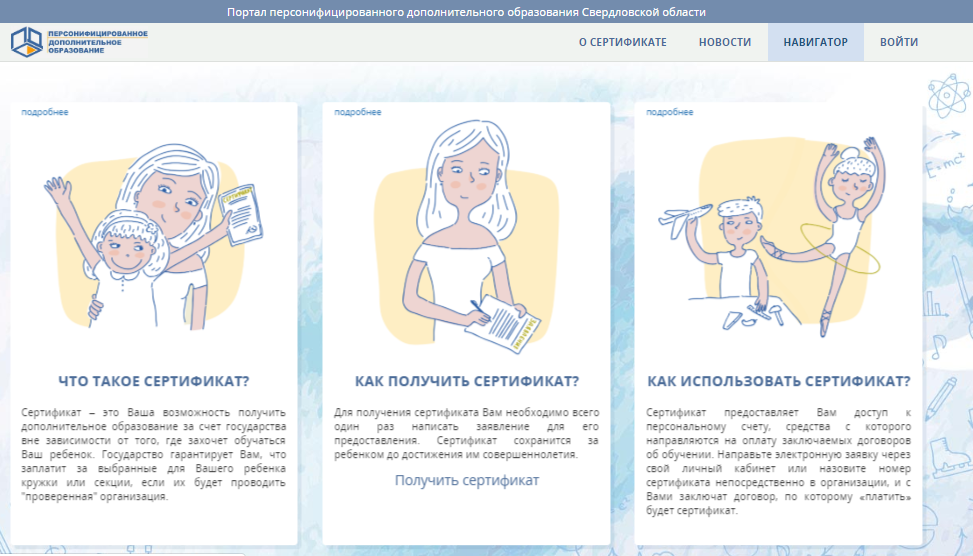 Портал персонифицированного дополнительного образования Свердловской области
ПЕРСОНИФИЦИРОВАННОЕ
ДОПОЛНИТЕЛЬНОЕ
ОБРАЗОВАНИЕ
О СЕРТИФИКАТЕ НОВОСТИ НАВИГАТОР ВОЙТИ
подробнее
ЧТО ТАКОЕ СЕРТИФИКАТ?
Сертификат – это Ваша возможность получить
дополнительное образование за счет государства
вне зависимости от того, где захочет обучаться
Ваш ребенок. Государство гарантирует Вам, что
заплатит за выбранные для Вашего ребенка
кружки или секции, если их будет проводить
"проверенная" организация.
подробнее
КАК ПОЛУЧИТЬ СЕРТИФИКАТ?
Для получения сертификата Вам необходимо всего
один раз написать заявление для его
предоставления. Сертификат сохранится за
ребенком до достижения им совершеннолетия.
Получить сертификат
подробнее
КАК ИСПОЛЬЗОВАТЬ СЕРТИФИКАТ?
Сертификат предоставляет Вам доступ к
персональному счету, средства с которого
направляются на оплату заключаемых договоров
об обучении. Направьте электронную заявку через
свой личный кабинет или назовите номер
сертификата непосредственно в организации, и с
Вами заключат договор, по которому «платить»
будет сертификат.
E=mc²